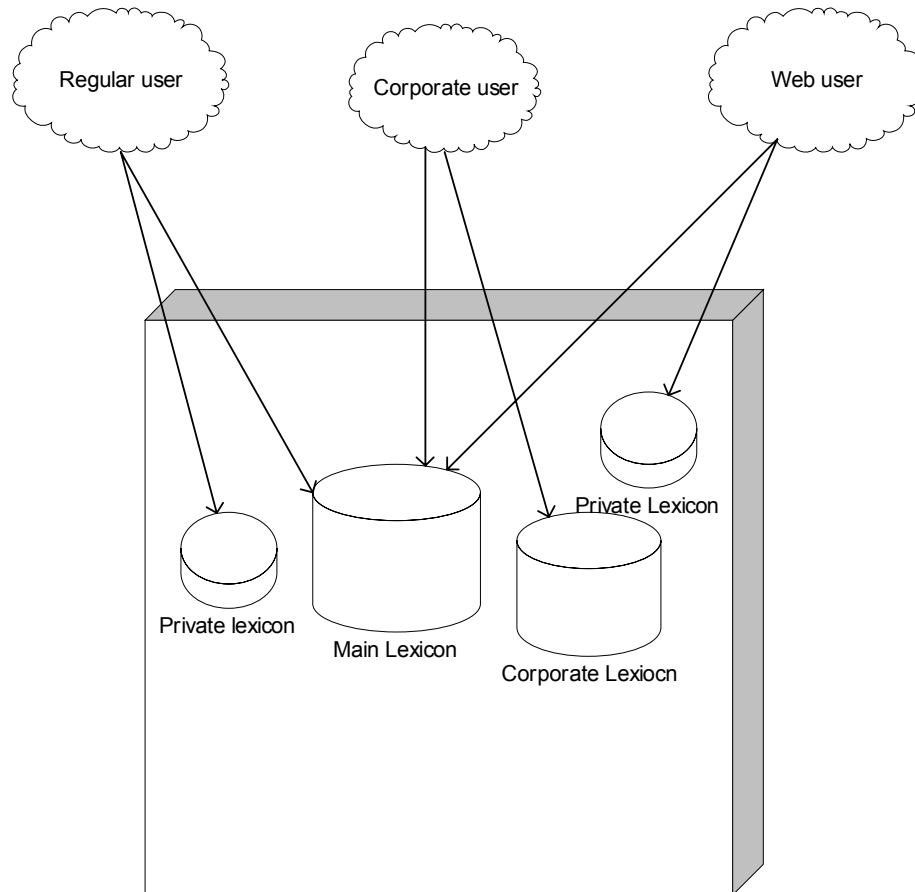 Regular user
Corporate user
Web user
Private Lexicon
Private lexicon
Main Lexicon
Corporate Lexiocn